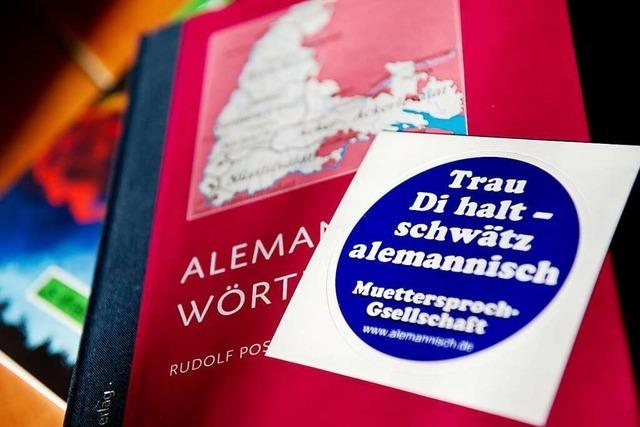 ALEMAN
WÖRT
RUDOLF POS
Trau
Di halt –
schwätz
alemannisch
Muettersproch-
Gsellschaft
www.alemannisch.de